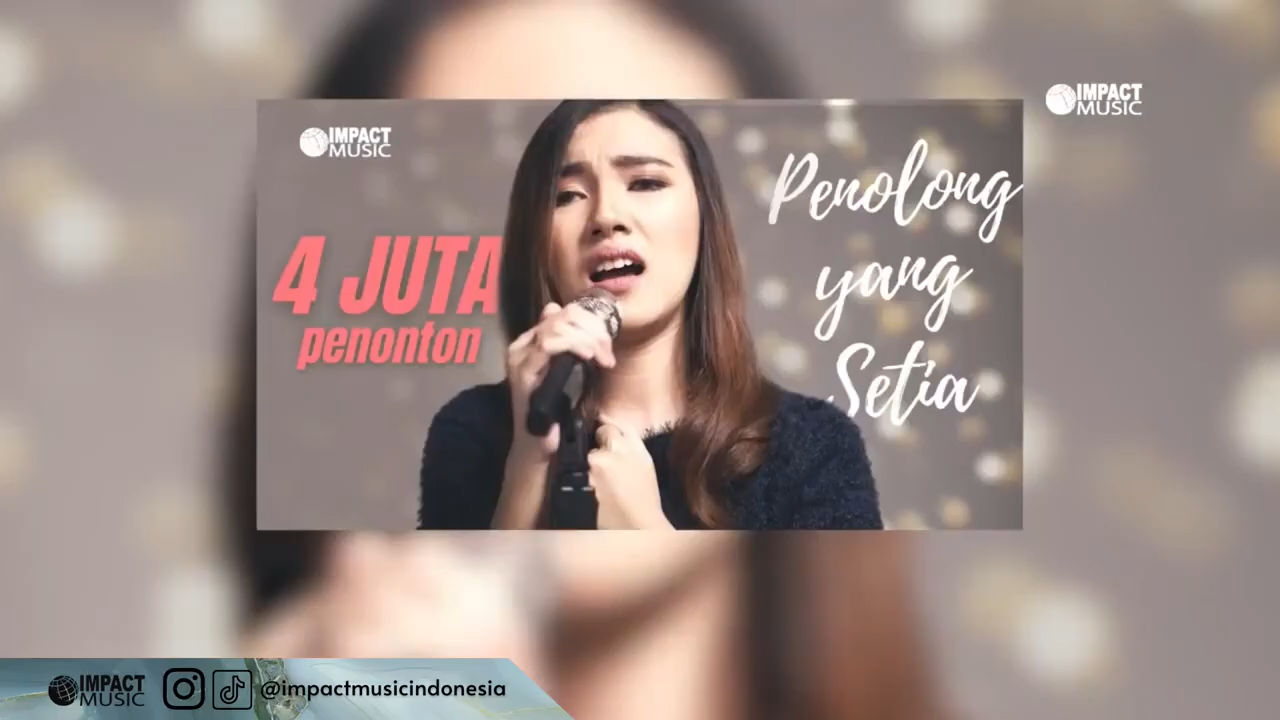 IMPACT
MUSIC
IMPACT
MUSIC
4 JUTA
penonton
Penolong
yang
Setia
IMPACT
MUSIC
@impactmusicindonesia